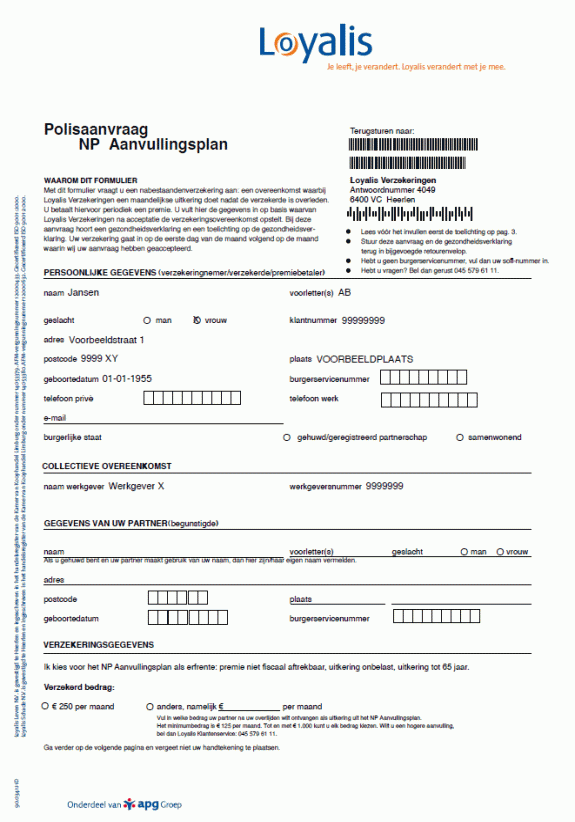 Loyalis
Je leeft, je verandert. Loyalis verandert met je mee.
Polisaanvraag
NP Aanvullingsplan
Terugsturen naar:
Loyalis Verzekeringen
Antwoordnummer 4049
6400 VC Heerlen
WAAROM DIT FORMULIER
Met dit formulier vraagt u een nabestaandenverzekering aan: een overeenkomst waarbij
Loyalis Verzekeringen een maandelijkse uitkering doet nadat de verzekerde is overleden.
U betaalt hiervoor periodiek een premie. U vult hier de gegevens in op basis waarvan
Loyalis Verzekeringen na acceptatie de verzekeringsovereenkomst opstelt. Bij deze
aanvraag hoort een gezondheidsverklaring en een toelichting op de gezondheidsver-
klaring. Uw verzekering gaat in op de eerste dag van de maand volgend op de maand
waarin wij uw aanvraag hebben geaccepteerd.
Lees vóór het invullen eerst de toelichting op pag. 3.
Stuur deze aanvraag en de gezondheidsverklaring
terug in bijgevoegde retourenvelop.
Hebt u geen burgerservicenummer, vul dan uw sofi-nummer in.
Hebt u vragen? Bel dan gerust 045 579 61 11.
PERSOONLIJKE GEGEVENS (verzekeringnemer/verzekerde/premiebetaler)
naam Jansen voorletter(s) AB
geslacht man X vrouw klantnummer 99999999
adres Voorbeeldstraat 1
postcode 9999 XY plaats VOORBEELDPLAATS
geboortedatum 01-01-1955 burgerservicenummer
telefoon privé telefoon werk
e-mail
burgerlijke staat gehuwd/geregistreerd partnerschap samenwonend
COLLECTIEVE OVEREENKOMST
naam werkgever Werkgever X werkgeversnummer 9999999
GEGEVENS VAN UW PARTNER (begunstigde)
naam voorletter(s) geslacht man vrouw
Als u gehuwd bent en uw partner maakt gebruik van uw naam, dan hier zijn/haar eigen naam vermelden.
adres
postcode plaats
geboortedatum burgerservicenummer
VERZEKERINGSGEGEVENS
Ik kies voor het NP Aanvullingsplan als erfrente: premie niet fiscaal aftrekbaar, uitkering onbelast, uitkering tot 65 jaar.
Verzekerd bedrag:
€ 250 per maand anders, namelijk € per maand
Vul in welke bedrag uw partner na uw overlijden wilt ontvangen als uitkering uit het NP Aanvullingsplan.
Het minimumbedrag is € 125 per maand. Tot en met € 1.000 kunt u elk bedrag kiezen. Wilt u een hogere aanvulling,
bel dan Loyalis Klantenservice: 045 579 61 11.
Ga verder op de volgende pagina en vergeet niet uw handtekening te plaatsen.
Onderdeel van apg Groep